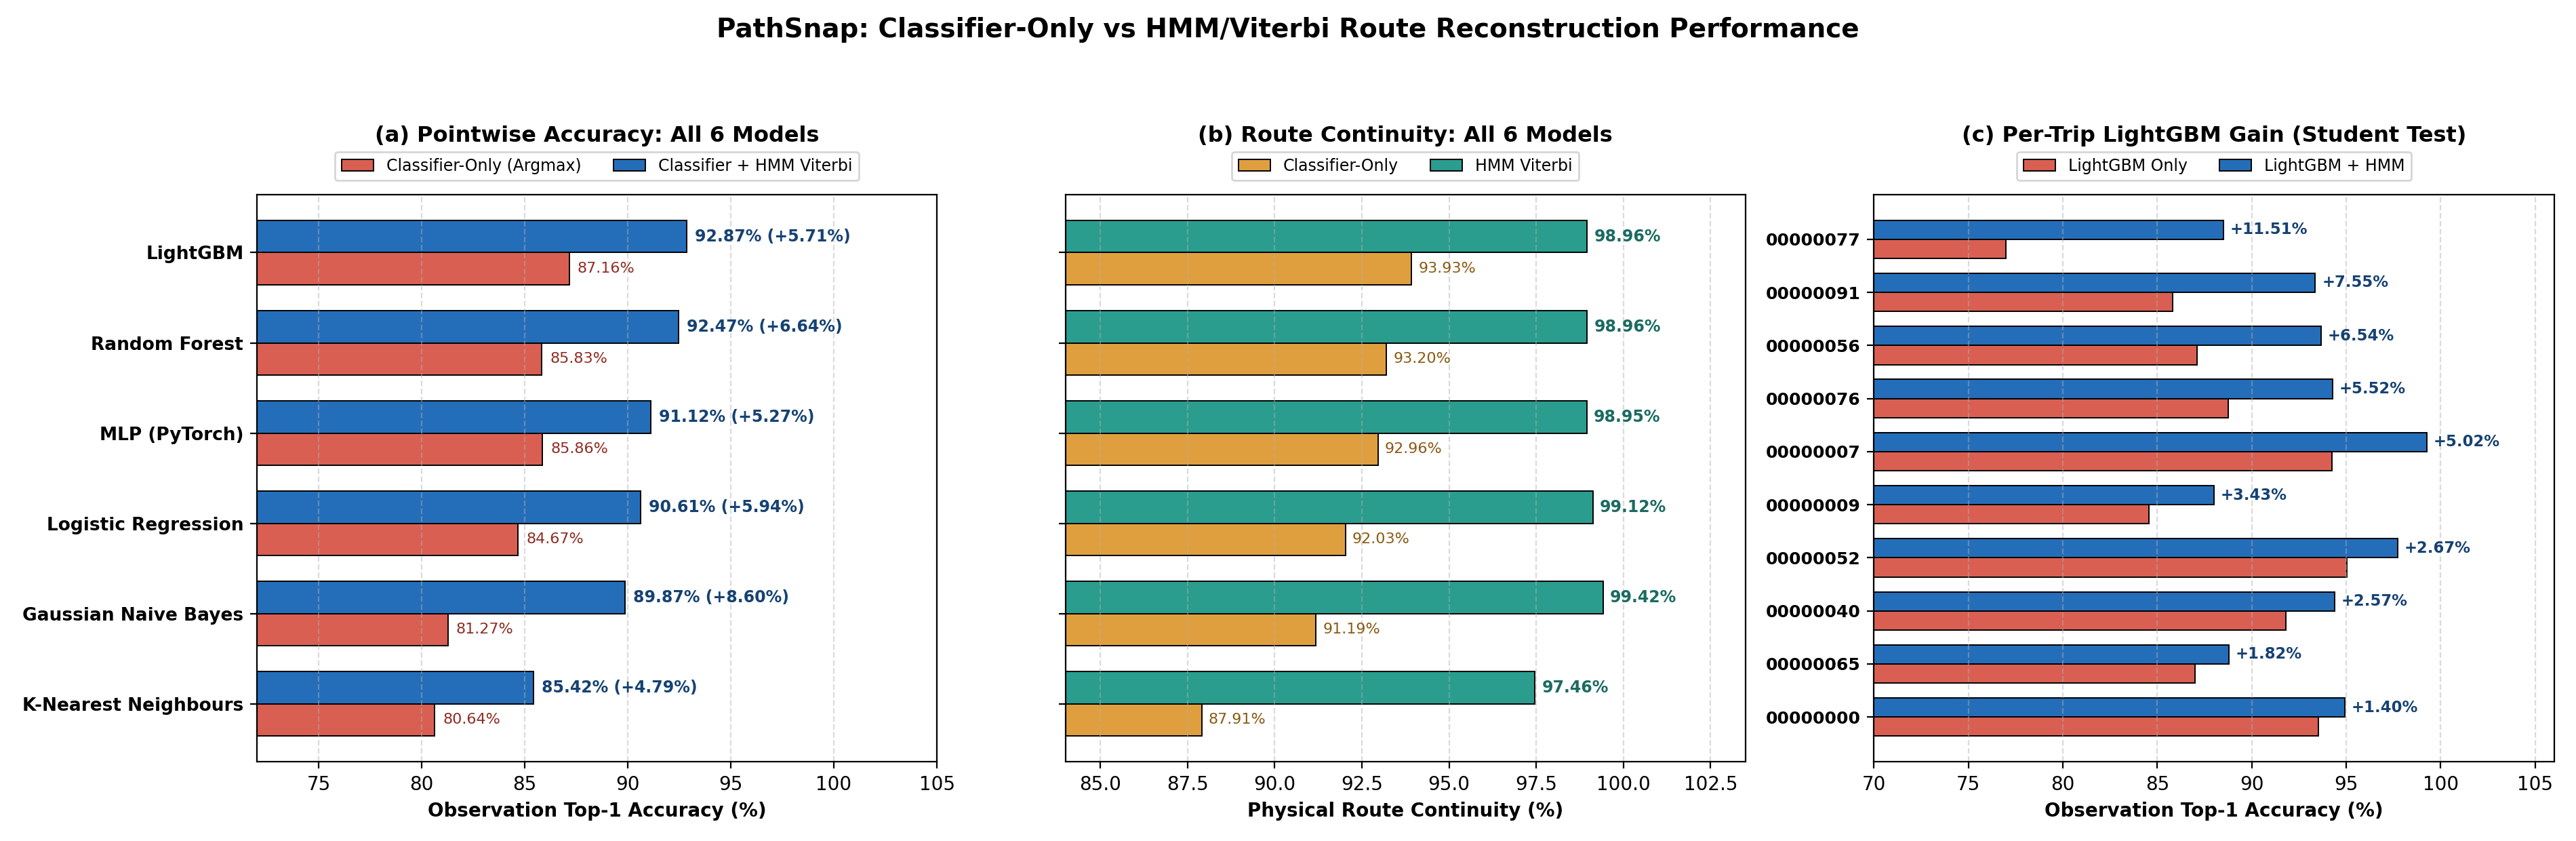 PathSnap: Classifier-Only vs HMM/Viterbi Route Reconstruction Performance
(a) Pointwise Accuracy: All 6 Models
Classifier-Only (Argmax)
Classifier + HMM Viterbi
LightGBM
92.87% (+5.71%)
87.16%
Random Forest
92.47% (+6.64%)
85.83%
MLP (PyTorch)
91.12% (+5.27%)
85.86%
Logistic Regression
90.61% (+5.94%)
84.67%
Gaussian Naive Bayes
89.87% (+8.60%)
81.27%
K-Nearest Neighbours
85.42% (+4.79%)
80.64%
75 80 85 90 95 100 105
Observation Top-1 Accuracy (%)
(b) Route Continuity: All 6 Models
Classifier-Only
HMM Viterbi
98.96%
93.93%
98.96%
93.20%
98.95%
92.96%
99.12%
92.03%
99.42%
91.19%
97.46%
87.91%
85.0 87.5 90.0 92.5 95.0 97.5 100.0 102.5
Physical Route Continuity (%)
(c) Per-Trip LightGBM Gain (Student Test)
LightGBM Only
LightGBM + HMM
00000077
+11.51%
00000091
+7.55%
00000056
+6.54%
00000076
+5.52%
00000007
+5.02%
00000009
+3.43%
00000052
+2.67%
00000040
+2.57%
00000065
+1.82%
00000000
+1.40%
70 75 80 85 90 95 100 105
Observation Top-1 Accuracy (%)